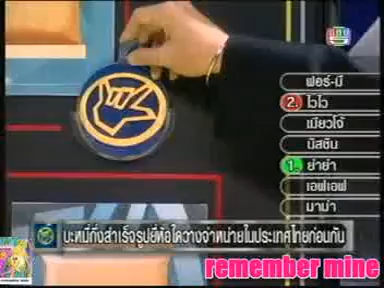 ฟอร์-มี
2. ไวไว
เมียวโจ้
นิสชิน
1. ยำยำ
เอฟเอฟ
มาม่า
บะหมี่กึ่งสำเร็จรูปยี่ห้อใดวางจำหน่ายในประเทศไทยก่อนกัน
remember mine